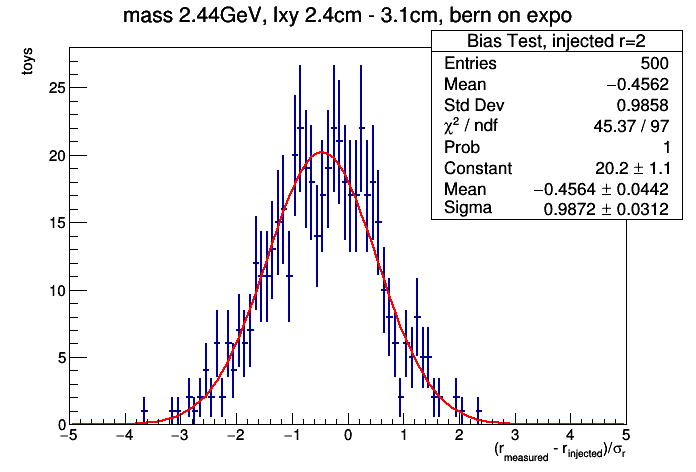 mass 2.44GeV, lxy 2.4cm - 3.1cm, bern on expo
Bias Test, injected r=2
Entries 500
Mean −0.4562
Std Dev 0.9858
χ² / ndf 45.37 / 97
Prob 1
Constant 20.2 ± 1.1
Mean −0.4564 ± 0.0442
Sigma 0.9872 ± 0.0312
toys
25
20
15
10
5
0
−5 −4 −3 −2 −1 0 1 2 3 4 5
(r_measured - r_injected)/σ_r